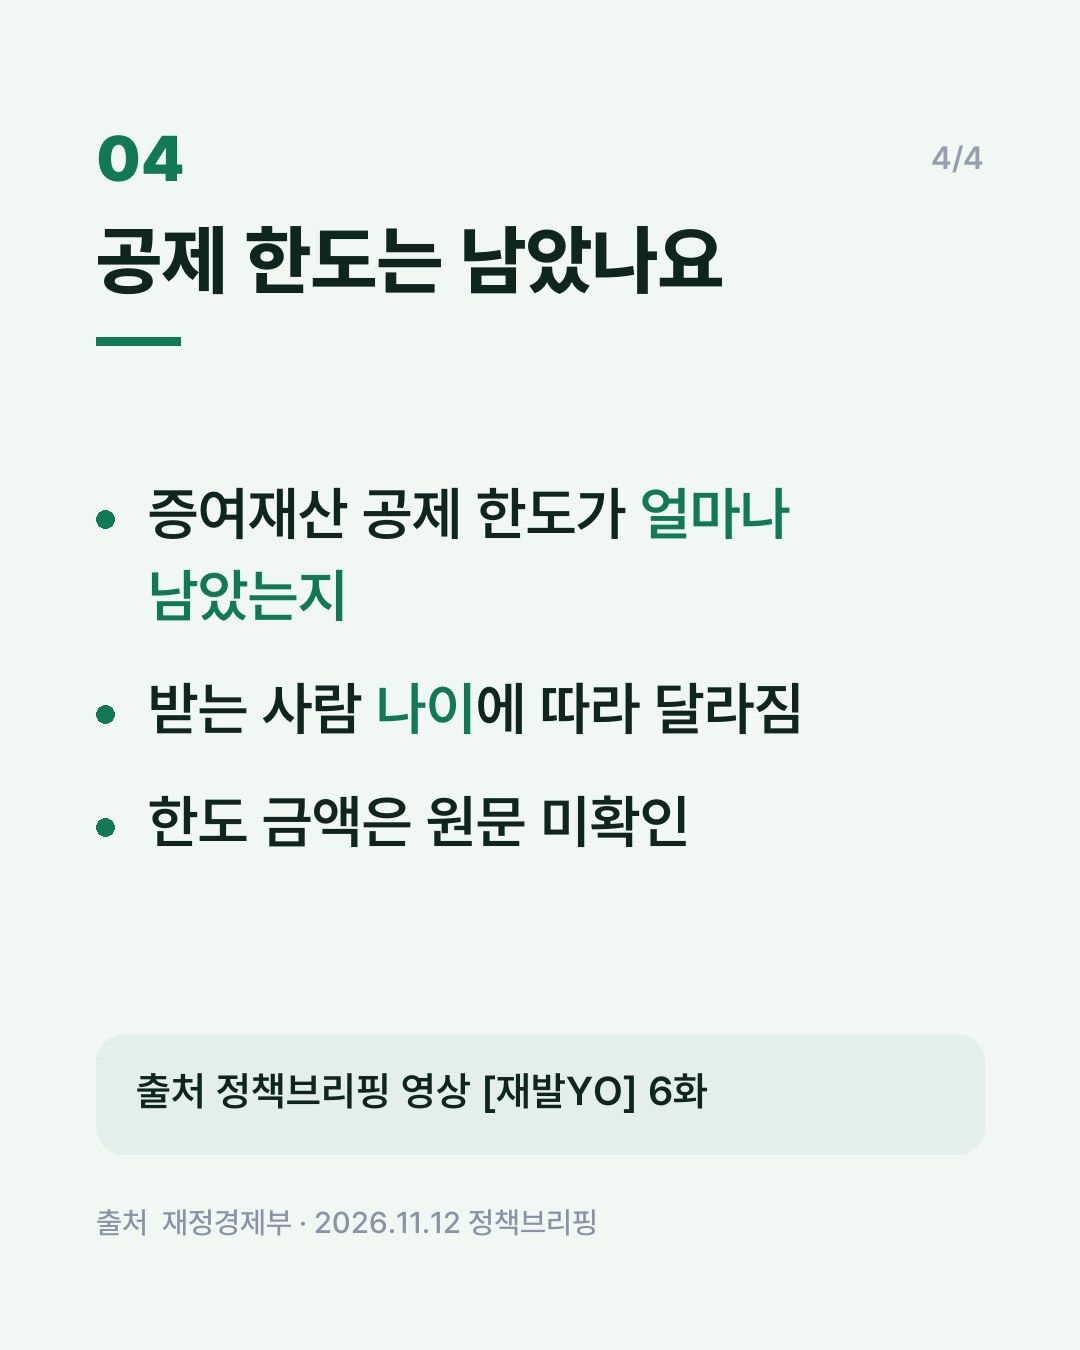 04
4/4
공제 한도는 남았나요
증여재산 공제 한도가 얼마나
남았는지
받는 사람 나이에 따라 달라짐
한도 금액은 원문 미확인
출처 정책브리핑 영상 [재발YO] 6화
출처 재정경제부 · 2026.11.12 정책브리핑